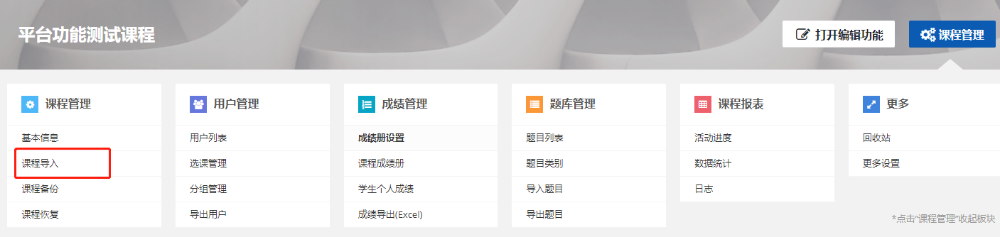 平台功能测试课程
打开编辑功能
课程管理
课程管理
基本信息
课程导入
课程备份
课程恢复
用户管理
用户列表
选课管理
分组管理
导出用户
成绩管理
成绩册设置
课程成绩册
学生个人成绩
成绩导出(Excel)
题库管理
题目列表
题目类别
导入题目
导出题目
课程报表
活动进度
数据统计
日志
更多
回收站
更多设置
*点击“课程管理”收起板块